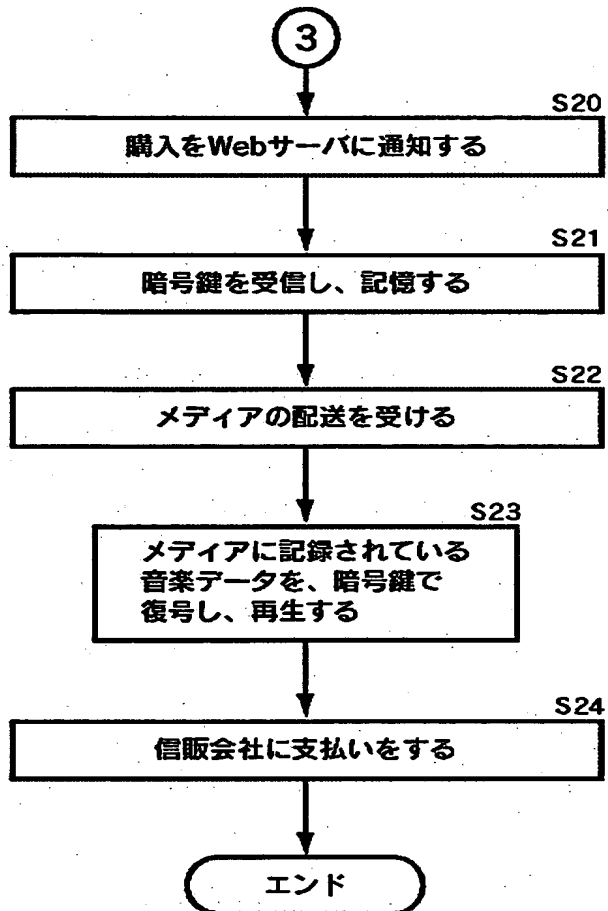 3
S20
購入をWebサーバに通知する
S21
暗号鍵を受信し、記憶する
S22
メディアの配送を受ける
S23
メディアに記録されている
音楽データを、暗号鍵で
復号し、再生する
S24
信販会社に支払いをする
エンド